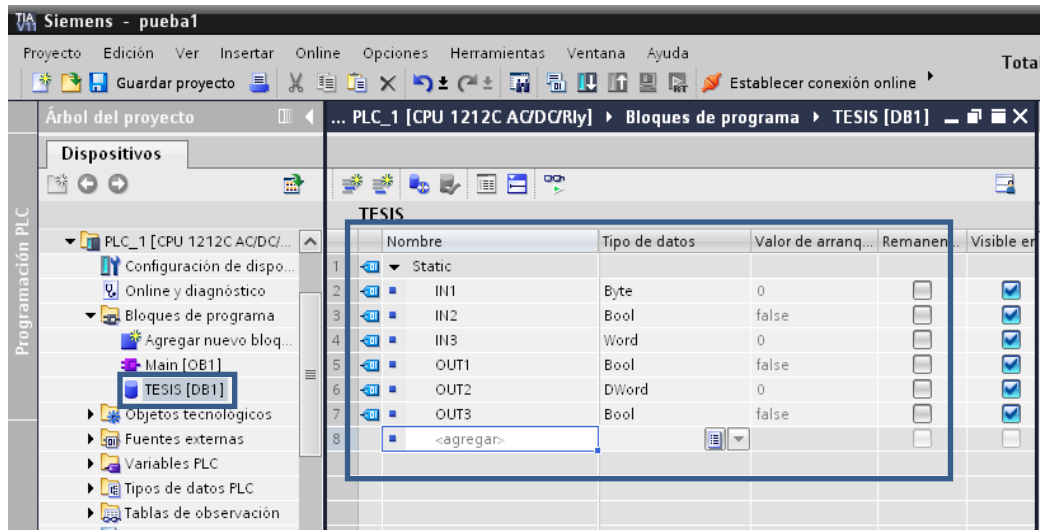 TIA V11 Siemens - pueba1
Proyecto Edición Ver Insertar Online Opciones Herramientas Ventana Ayuda
Tota
Guardar proyecto Establecer conexión online
Árbol del proyecto
... PLC_1 [CPU 1212C AC/DC/Rly] Bloques de programa TESIS [DB1]
Dispositivos
Programación PLC
PLC_1 [CPU 1212C AC/DC/...
Configuración de dispo...
Online y diagnóstico
Bloques de programa
Agregar nuevo bloq...
Main [OB1]
TESIS [DB1]
Objetos tecnológicos
Fuentes externas
Variables PLC
Tipos de datos PLC
Tablas de observación
TESIS
Nombre Tipo de datos Valor de arranq... Remanen... Visible en
1 Static
2 IN1 Byte 0
3 IN2 Bool false
4 IN3 Word 0
5 OUT1 Bool false
6 OUT2 DWord 0
7 OUT3 Bool false
8 <agregar>